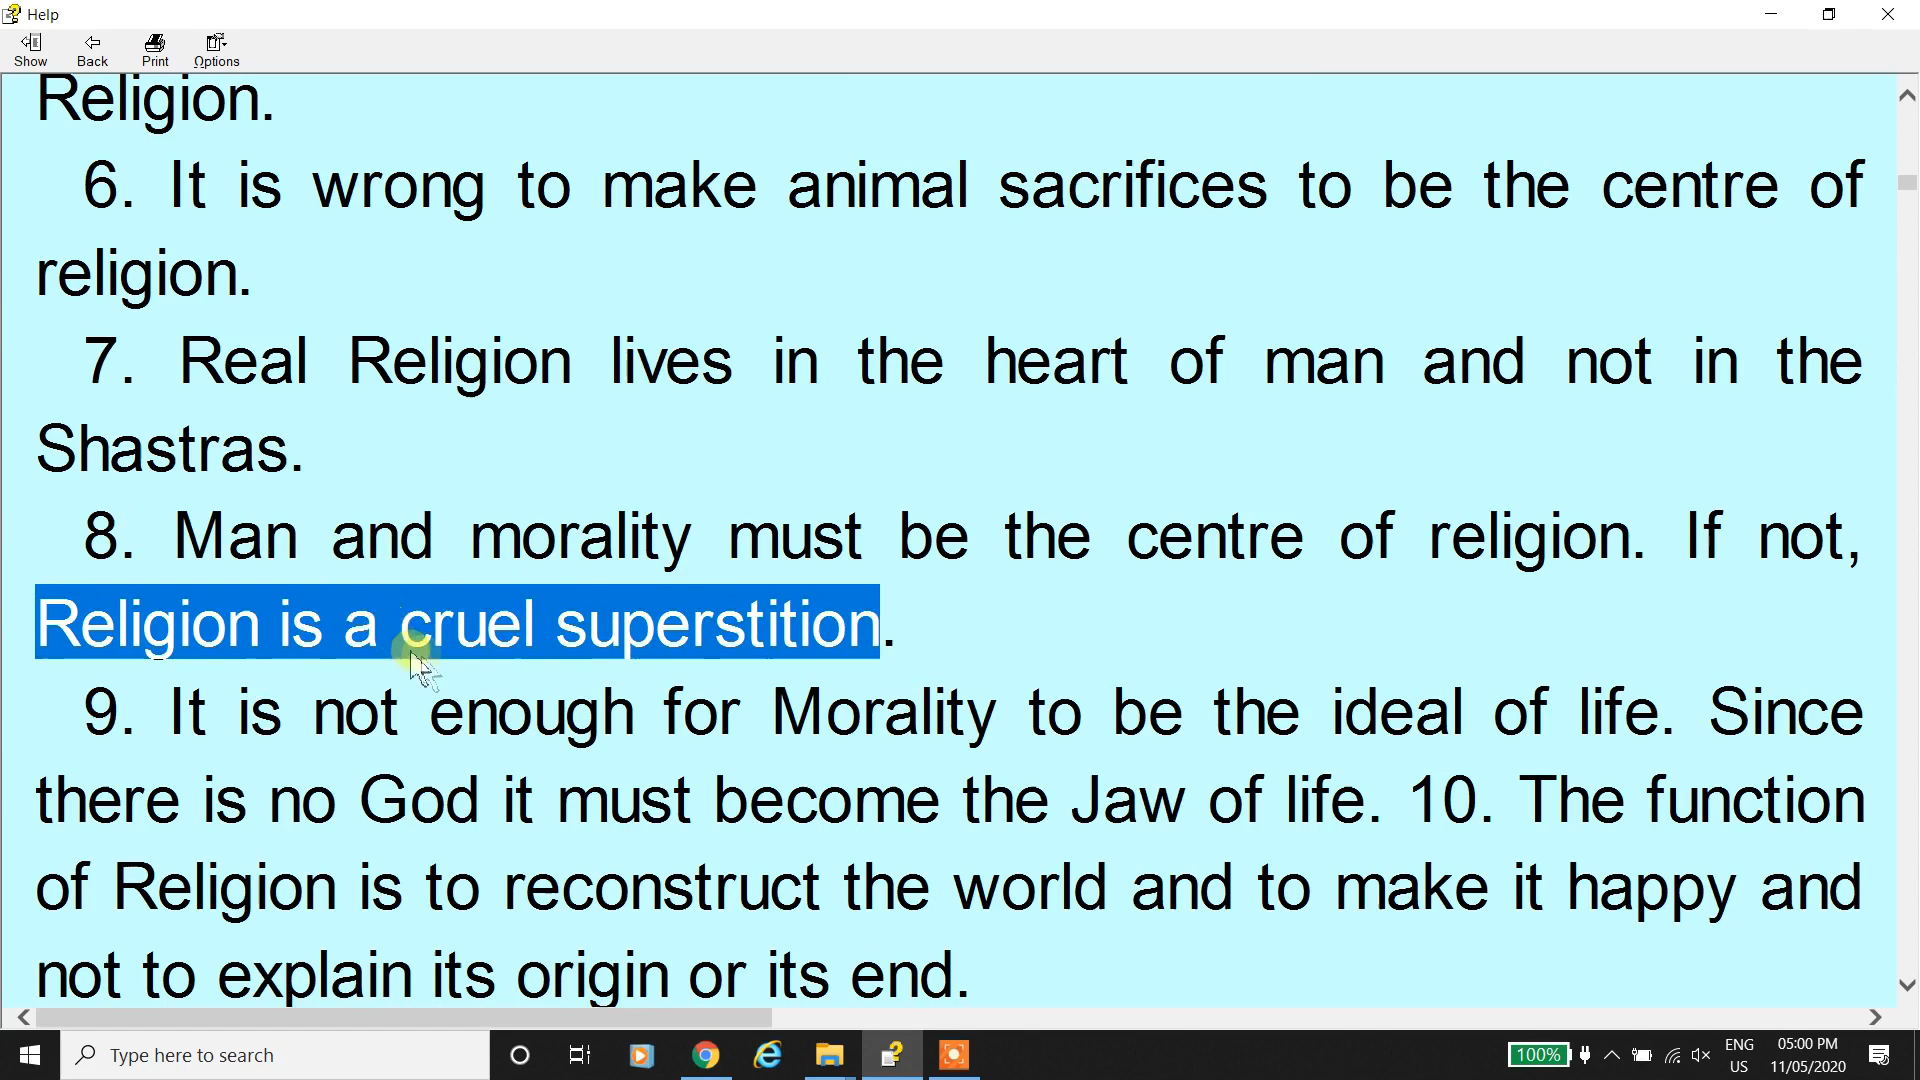 Help
Show Back Print Options
Religion.
6. It is wrong to make animal sacrifices to be the centre of
religion.
7. Real Religion lives in the heart of man and not in the
Shastras.
8. Man and morality must be the centre of religion. If not,
Religion is a cruel superstition.
9. It is not enough for Morality to be the ideal of life. Since
there is no God it must become the Jaw of life. 10. The function
of Religion is to reconstruct the world and to make it happy and
not to explain its origin or its end.
Type here to search
100%
ENG
US
05:00 PM
11/05/2020